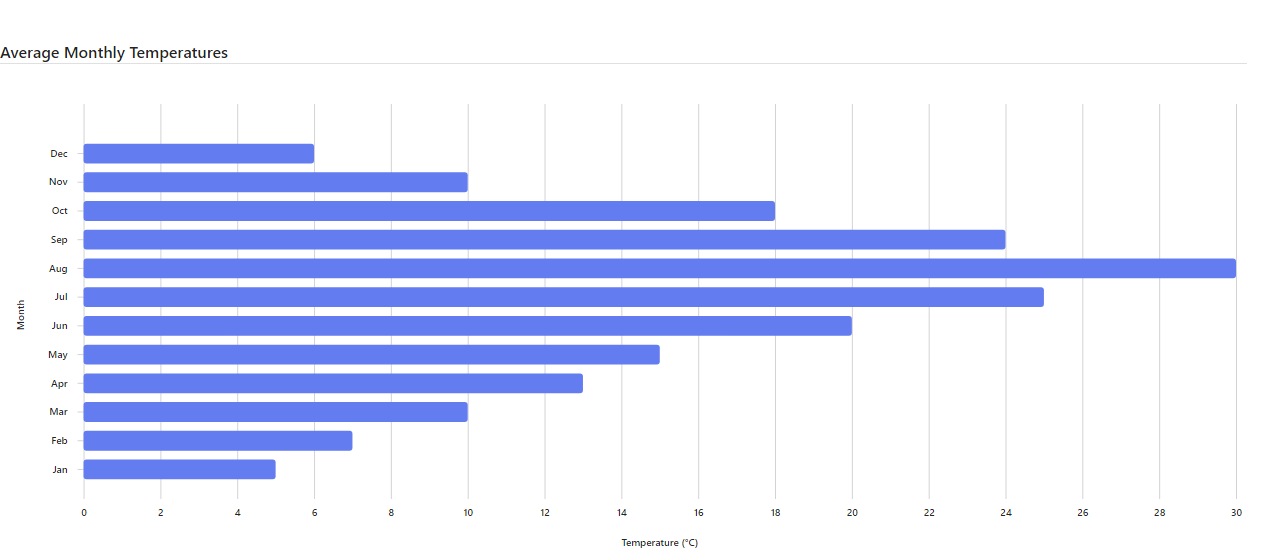 Average Monthly Temperatures
Dec
Nov
Oct
Sep
Aug
Jul
Jun
May
Apr
Mar
Feb
Jan
Month
0 2 4 6 8 10 12 14 16 18 20 22 24 26 28 30
Temperature (°C)